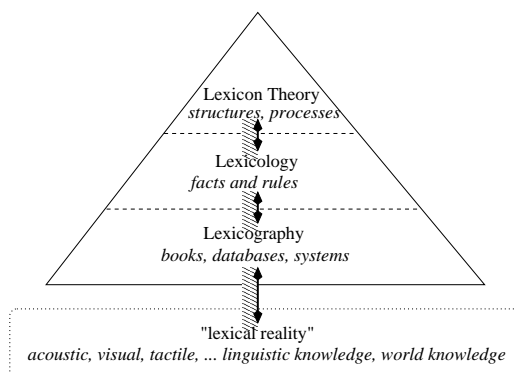 Lexicon Theory
structures, processes
Lexicology
facts and rules
Lexicography
books, databases, systems
"lexical reality"
acoustic, visual, tactile, ... linguistic knowledge, world knowledge